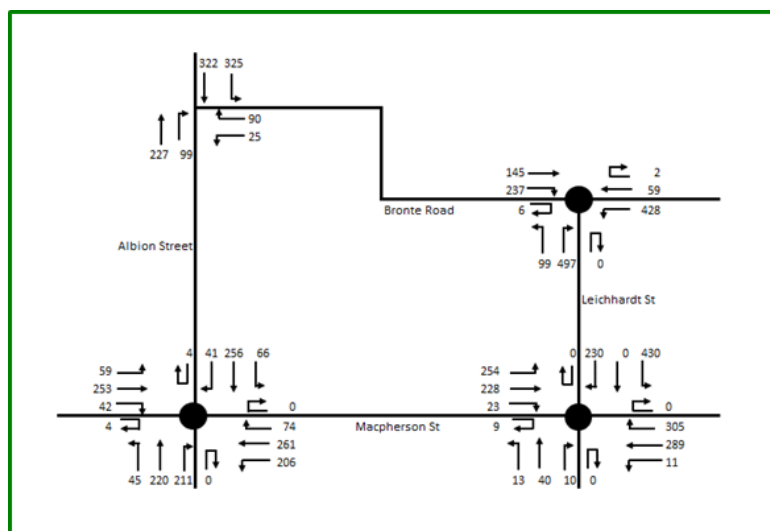 322 325
90
25
227 99
145
237
6
2
59
428
Bronte Road
99 497 0
Albion Street
Leichhardt St
4 41 256 66
59
253
42
4
0
74
261
206
Macpherson St
45 220 211 0
0 230 0 430
254
228
23
9
0
305
289
11
13 40 10 0